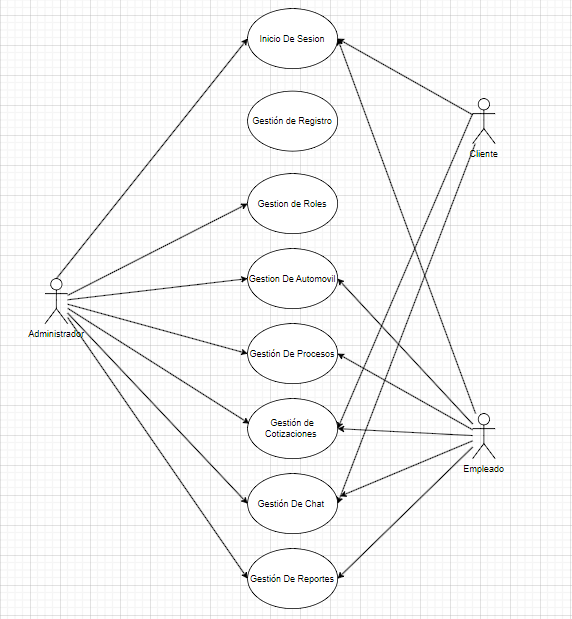 Inicio De Sesion
Gestión de Registro
Cliente
Gestion de Roles
Gestion De Automovil
Administrador
Gestión De Procesos
Gestión de
Cotizaciones
Empleado
Gestión De Chat
Gestión De Reportes